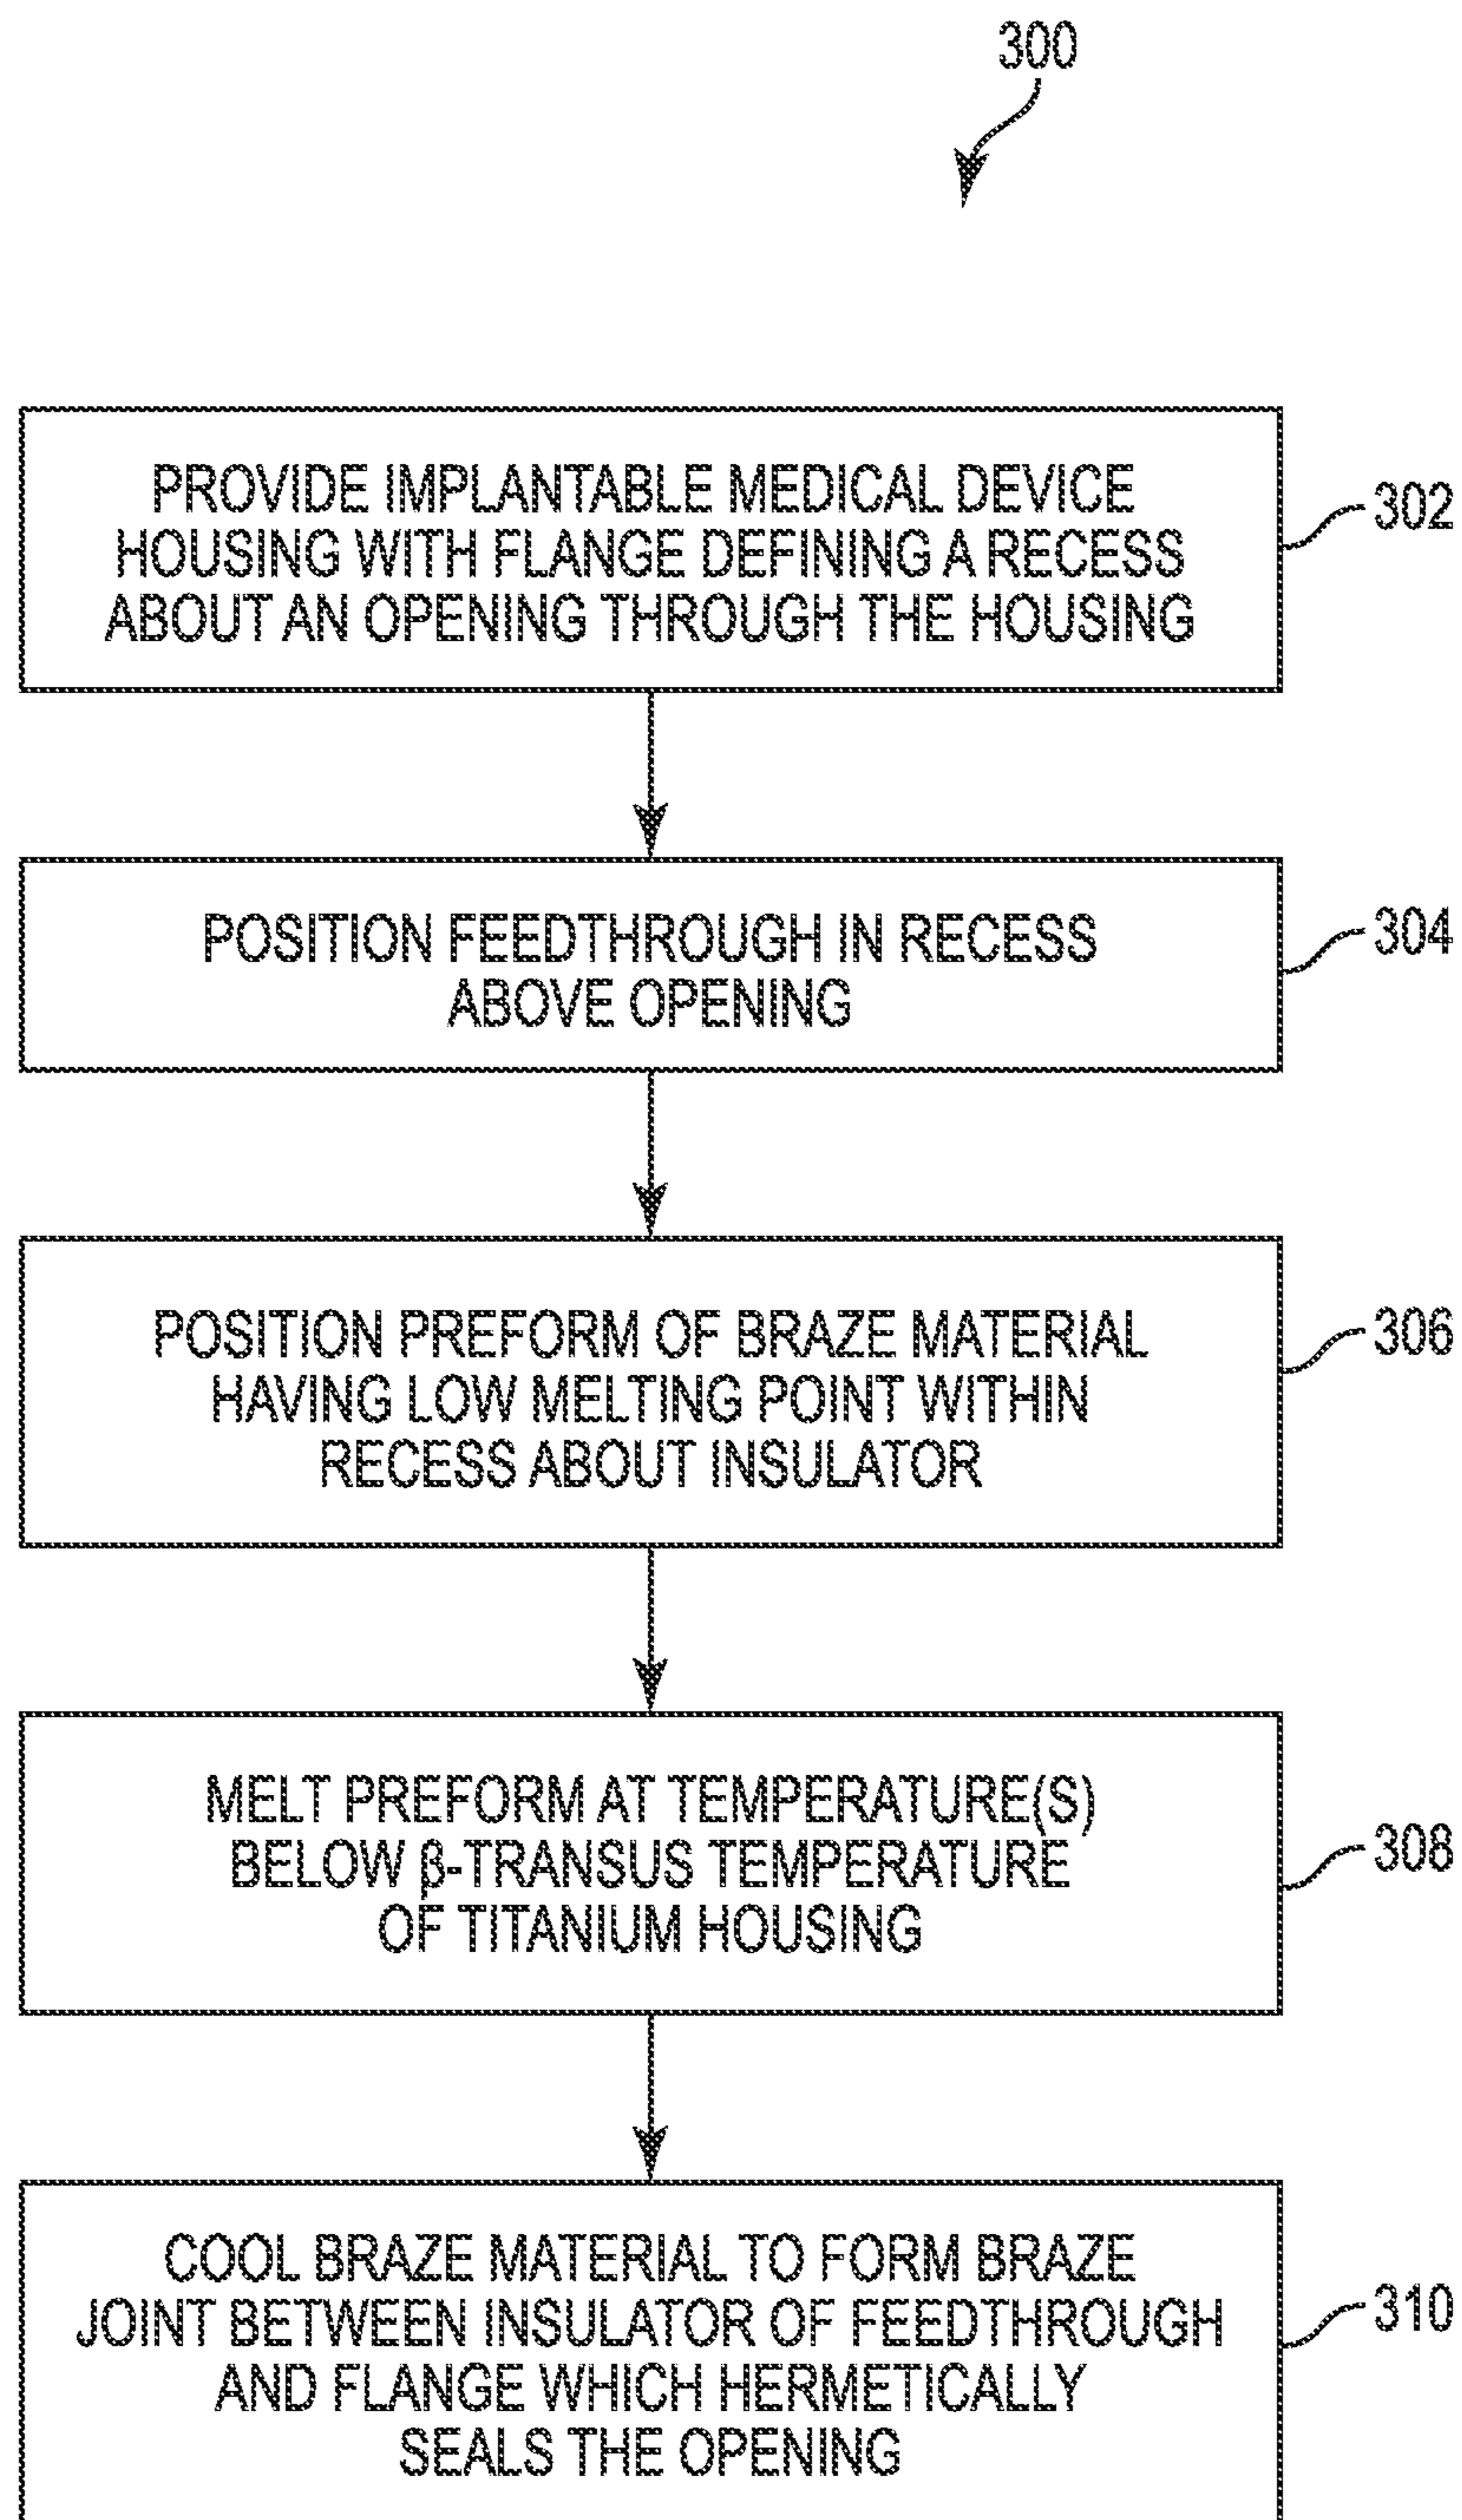 300
PROVIDE IMPLANTABLE MEDICAL DEVICE
HOUSING WITH FLANGE DEFINING A RECESS
ABOUT AN OPENING THROUGH THE HOUSING
302
POSITION FEEDTHROUGH IN RECESS
ABOVE OPENING
304
POSITION PREFORM OF BRAZE MATERIAL
HAVING LOW MELTING POINT WITHIN
RECESS ABOUT INSULATOR
306
MELT PREFORM AT TEMPERATURE(S)
BELOW β-TRANSUS TEMPERATURE
OF TITANIUM HOUSING
308
COOL BRAZE MATERIAL TO FORM BRAZE
JOINT BETWEEN INSULATOR OF FEEDTHROUGH
AND FLANGE WHICH HERMETICALLY
SEALS THE OPENING
310